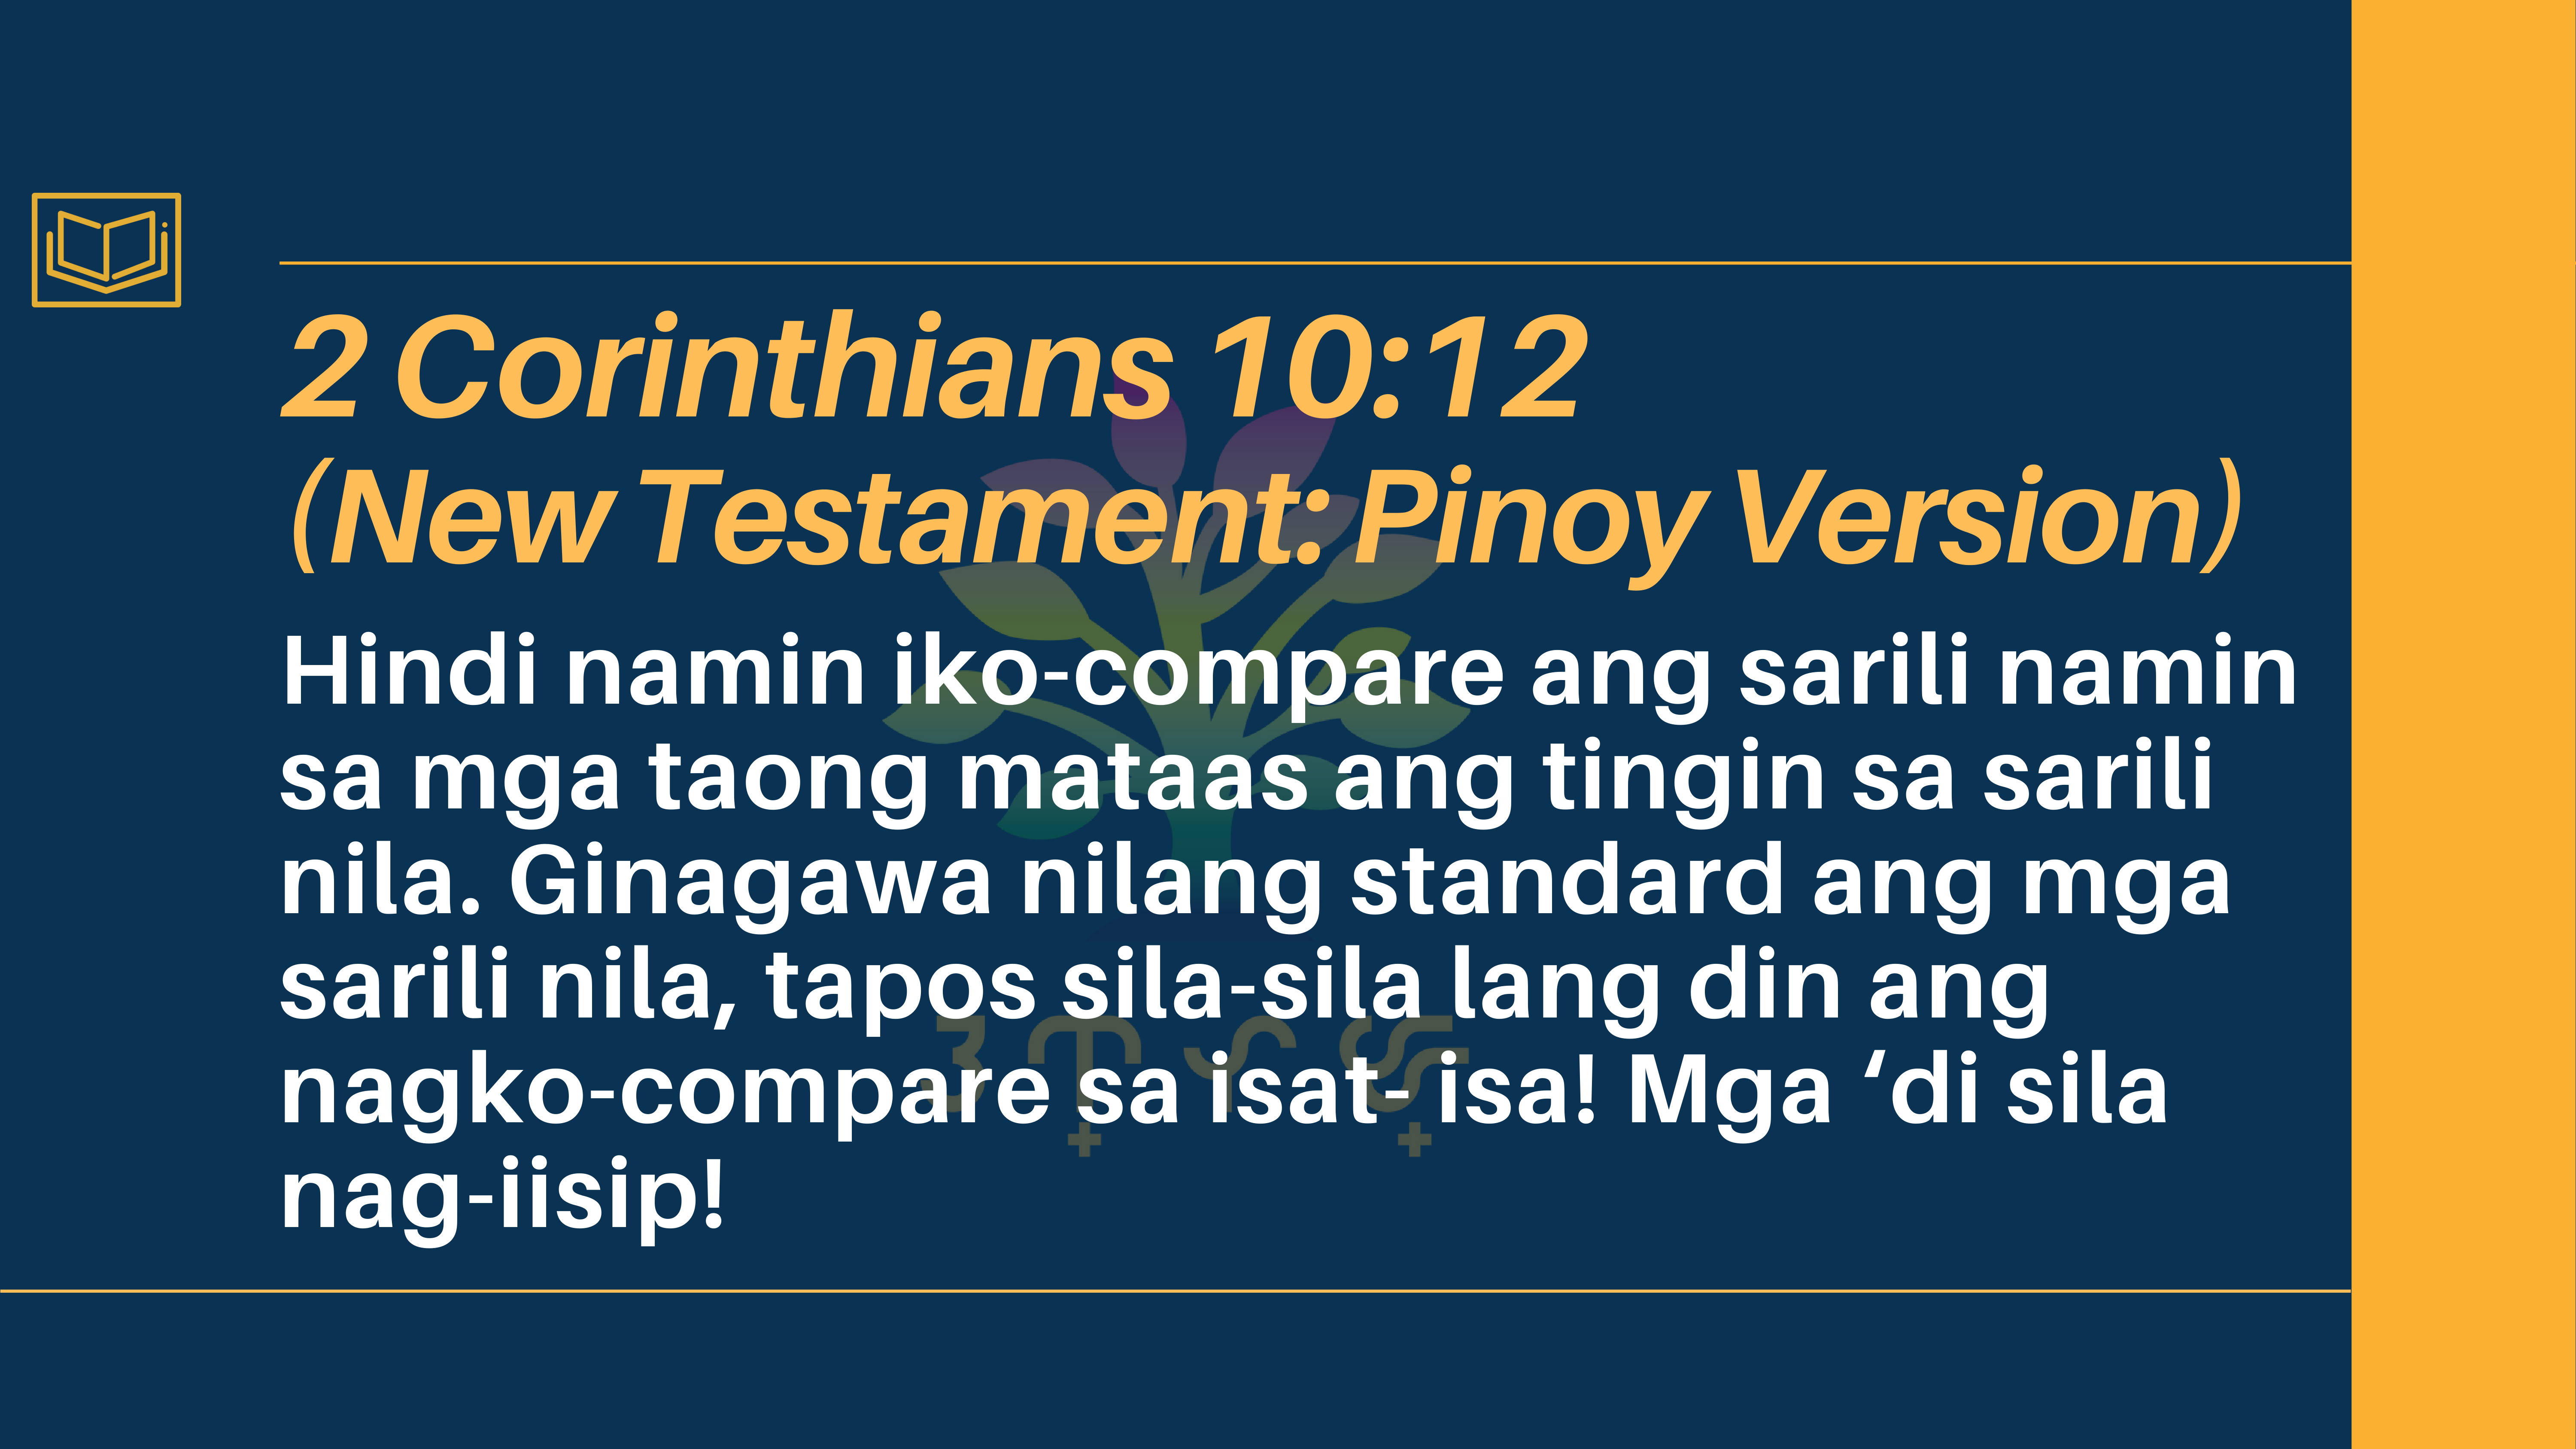 2 Corinthians 10:12
(New Testament: Pinoy Version)
Hindi namin iko-compare ang sarili namin
sa mga taong mataas ang tingin sa sarili
nila. Ginagawa nilang standard ang mga
sarili nila, tapos sila-sila lang din ang
nagko-compare sa isat- isa! Mga ‘di sila
nag-iisip!